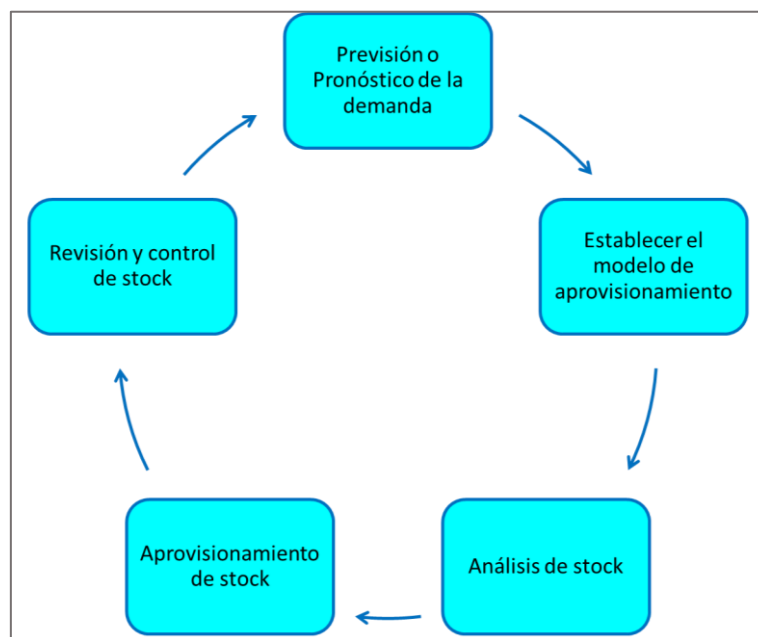 Previsión o
Pronóstico de la
demanda
Establecer el
modelo de
aprovisionamiento
Análisis de stock
Aprovisionamiento
de stock
Revisión y control
de stock